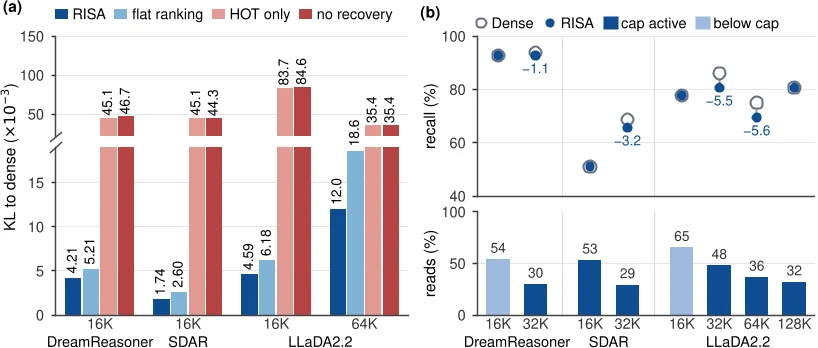 (a)
RISA flat ranking HOT only no recovery
KL to dense (×10⁻³)
150
100
50
15
10
5
0
4.21 5.21 45.1 46.7
1.74 2.60 45.1 44.3
4.59 6.18 83.7 84.6
12.0 18.6 35.4 35.4
16K 16K 16K 64K
DreamReasoner SDAR LLaDA2.2
(b)
Dense RISA cap active below cap
recall (%)
100
80
60
40
−1.1
−3.2
−5.5
−5.6
reads (%)
100
50
0
54 30 53 29 65 48 36 32
16K 32K 16K 32K 16K 32K 64K 128K
DreamReasoner SDAR LLaDA2.2